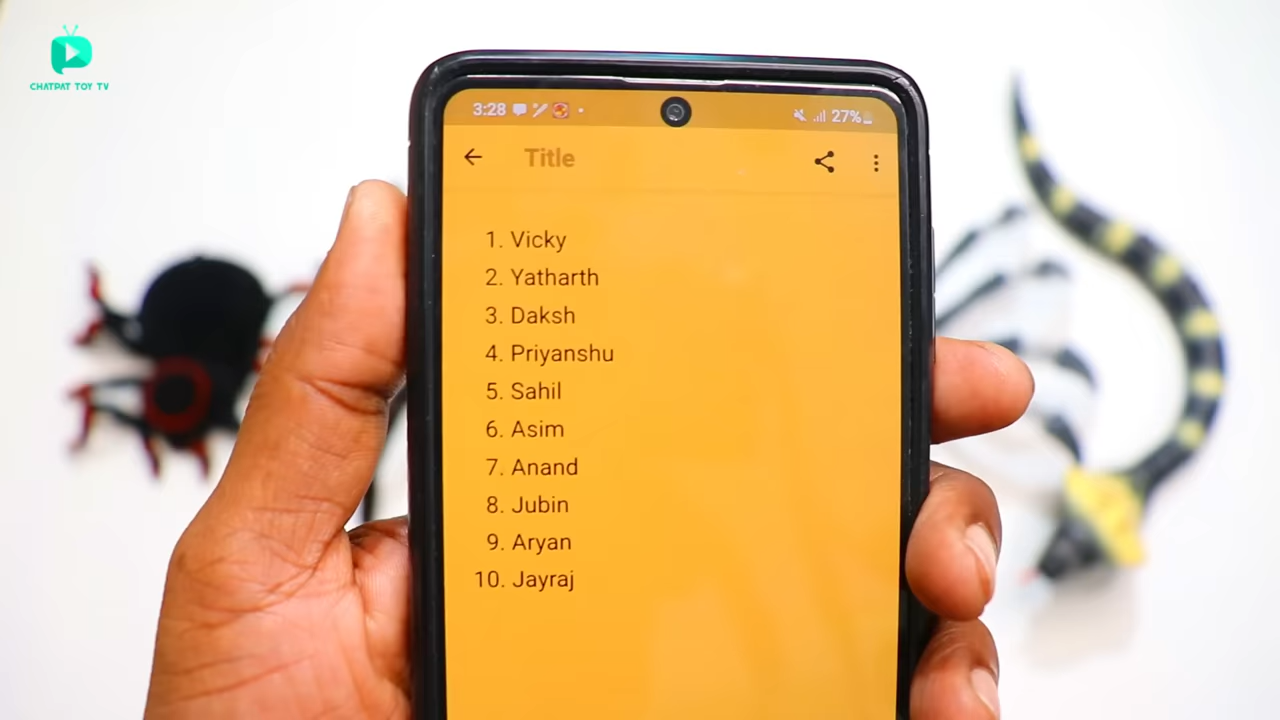 CHATPAT TOY TV
3:28 27%
Title
1. Vicky
2. Yatharth
3. Daksh
4. Priyanshu
5. Sahil
6. Asim
7. Anand
8. Jubin
9. Aryan
10. Jayraj